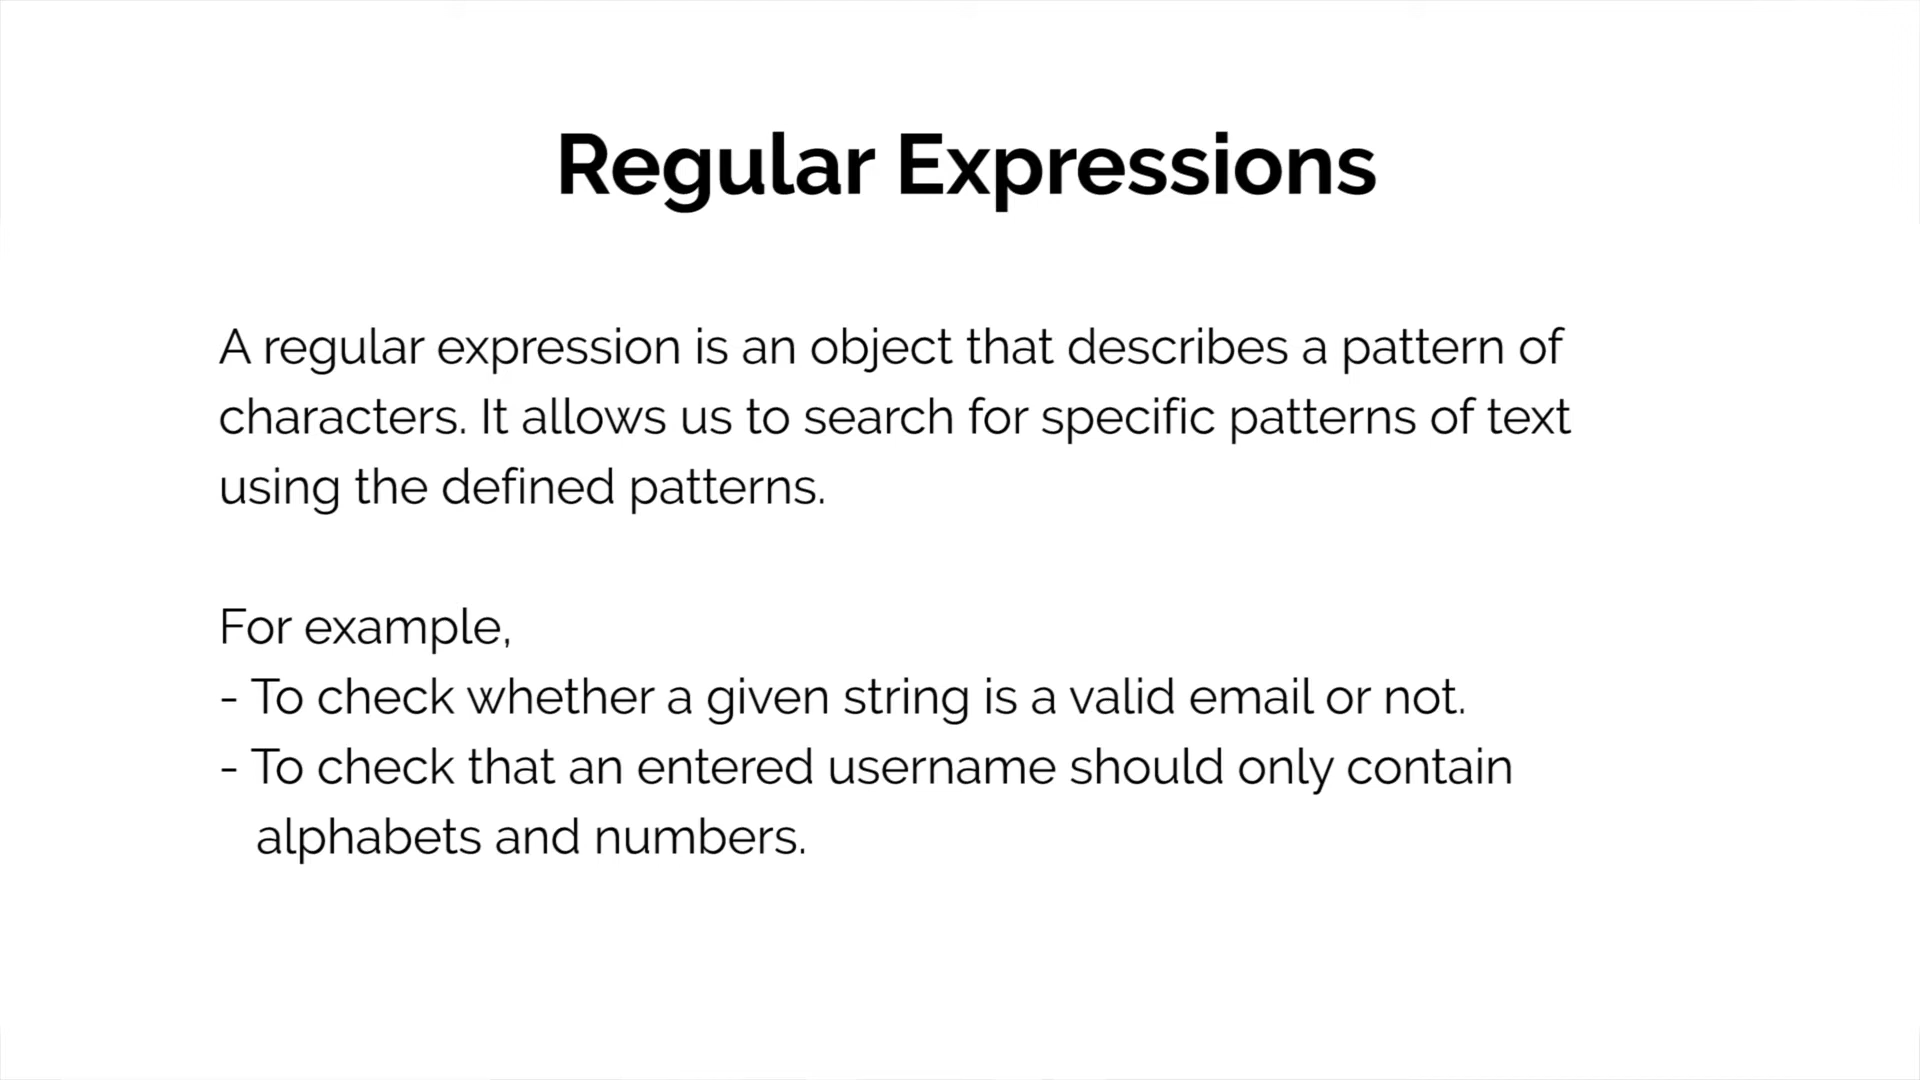 Regular Expressions
A regular expression is an object that describes a pattern of
characters. It allows us to search for specific patterns of text
using the defined patterns.
For example,
- To check whether a given string is a valid email or not.
- To check that an entered username should only contain
alphabets and numbers.